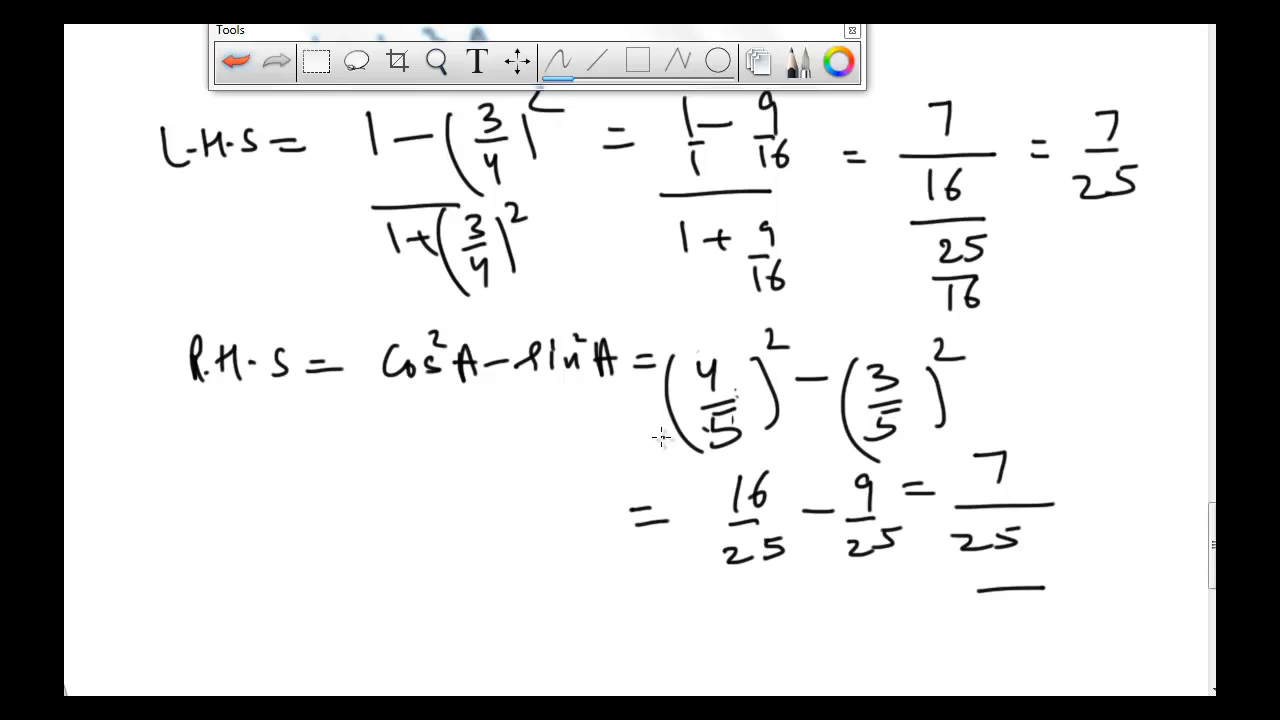 Tools
T
L.H.S = 1 - (3/4)^2 / 1 + (3/4)^2 = 1/1 - 9/16 / 1 + 9/16 = 7/16 / 25/16 = 7/25
R.H.S = Cos²A - sin²A = (4/5)² - (3/5)²
= 16/25 - 9/25 = 7/25